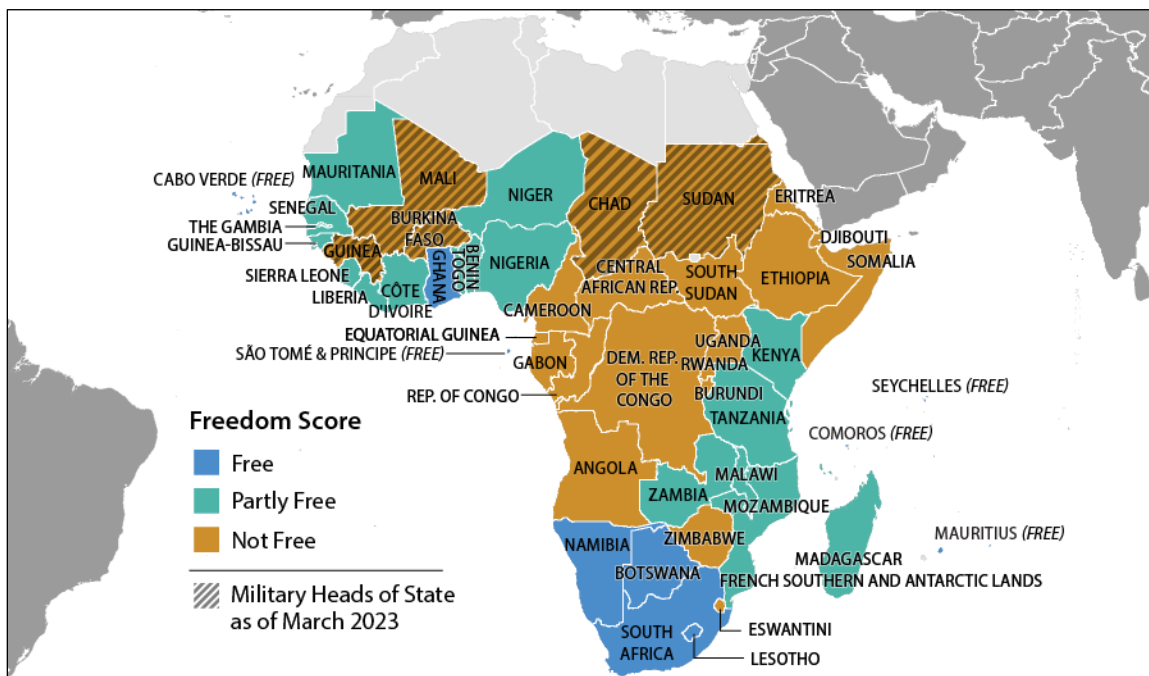 MAURITANIA
MALI
NIGER
CHAD
SUDAN
ERITREA
CABO VERDE (FREE)
SENEGAL
THE GAMBIA
GUINEA-BISSAU
GUINEA
BURKINA
FASO
BENIN
TOGO
GHANA
NIGERIA
DJIBOUTI
SOMALIA
ETHIOPIA
SIERRA LEONE
LIBERIA
CÔTE
D'IVOIRE
CENTRAL
AFRICAN REP.
SOUTH
SUDAN
CAMEROON
EQUATORIAL GUINEA
SÃO TOMÉ & PRINCIPE (FREE)
GABON
REP. OF CONGO
DEM. REP.
OF THE
CONGO
UGANDA
KENYA
RWANDA
BURUNDI
TANZANIA
SEYCHELLES (FREE)
COMOROS (FREE)
ANGOLA
ZAMBIA
MALAWI
MOZAMBIQUE
ZIMBABWE
NAMIBIA
BOTSWANA
MADAGASCAR
MAURITIUS (FREE)
FRENCH SOUTHERN AND ANTARCTIC LANDS
SOUTH
AFRICA
ESWANTINI
LESOTHO
Freedom Score
Free
Partly Free
Not Free
Military Heads of State
as of March 2023